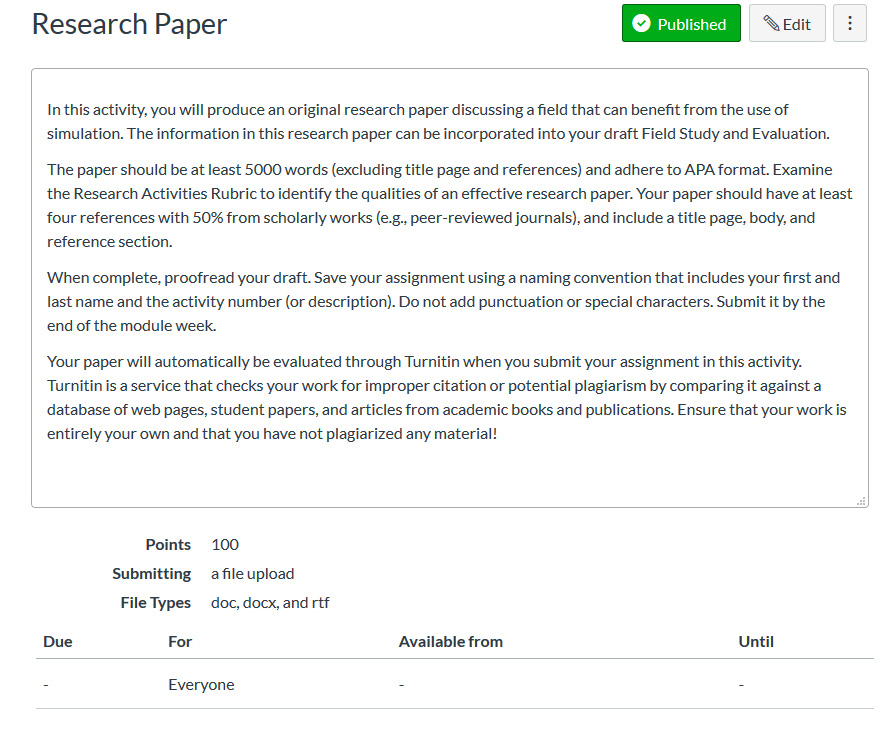 Research Paper
Published
Edit
In this activity, you will produce an original research paper discussing a field that can benefit from the use of
simulation. The information in this research paper can be incorporated into your draft Field Study and Evaluation.
The paper should be at least 5000 words (excluding title page and references) and adhere to APA format. Examine
the Research Activities Rubric to identify the qualities of an effective research paper. Your paper should have at least
four references with 50% from scholarly works (e.g., peer-reviewed journals), and include a title page, body, and
reference section.
When complete, proofread your draft. Save your assignment using a naming convention that includes your first and
last name and the activity number (or description). Do not add punctuation or special characters. Submit it by the
end of the module week.
Your paper will automatically be evaluated through Turnitin when you submit your assignment in this activity.
Turnitin is a service that checks your work for improper citation or potential plagiarism by comparing it against a
database of web pages, student papers, and articles from academic books and publications. Ensure that your work is
entirely your own and that you have not plagiarized any material!
Points 100
Submitting a file upload
File Types doc, docx, and rtf
Due For Available from Until
- Everyone - -